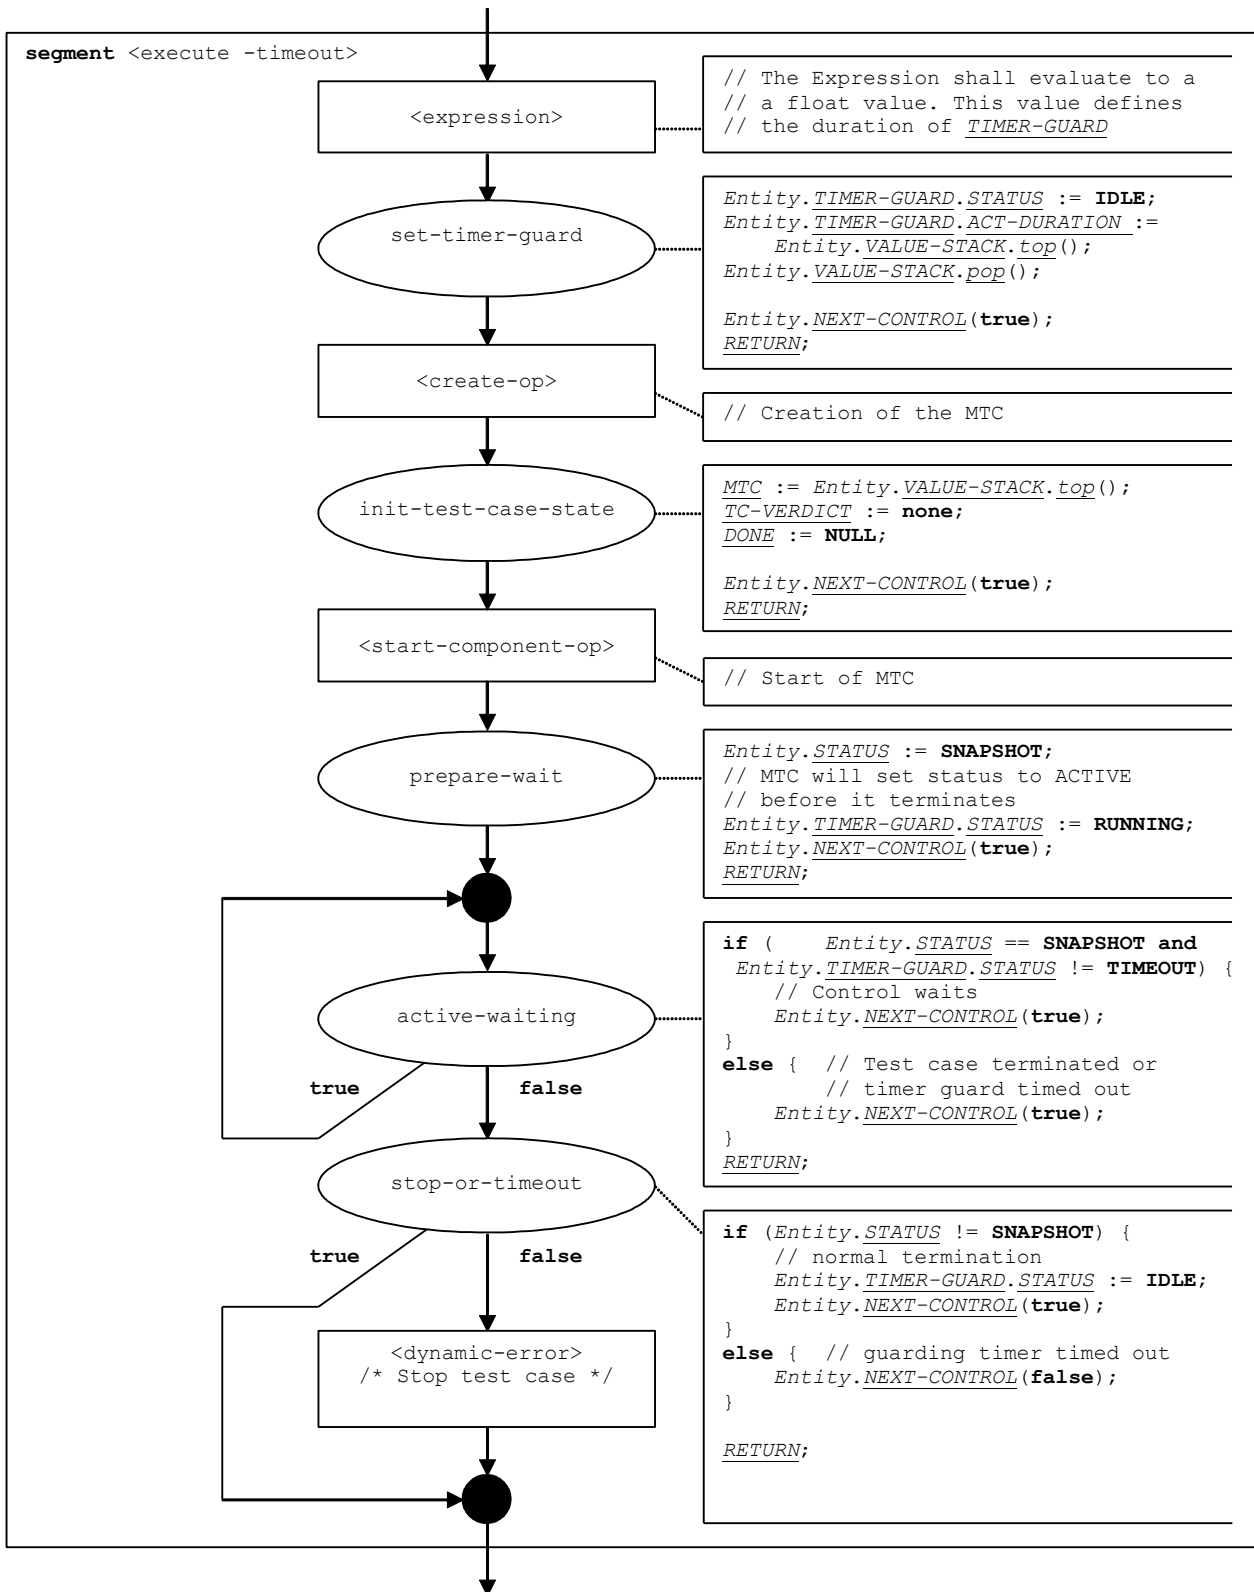 segment <execute -timeout>
<expression>
// The Expression shall evaluate to a
// a float value. This value defines
// the duration of TIMER-GUARD
set-timer-guard
Entity.TIMER-GUARD.STATUS := IDLE;
Entity.TIMER-GUARD.ACT-DURATION :=
Entity.VALUE-STACK.top();
Entity.VALUE-STACK.pop();
Entity.NEXT-CONTROL(true);
RETURN;
<create-op>
// Creation of the MTC
init-test-case-state
MTC := Entity.VALUE-STACK.top();
TC-VERDICT := none;
DONE := NULL;
Entity.NEXT-CONTROL(true);
RETURN;
<start-component-op>
// Start of MTC
prepare-wait
Entity.STATUS := SNAPSHOT;
// MTC will set status to ACTIVE
// before it terminates
Entity.TIMER-GUARD.STATUS := RUNNING;
Entity.NEXT-CONTROL(true);
RETURN;
active-waiting
true
false
if ( Entity.STATUS == SNAPSHOT and
Entity.TIMER-GUARD.STATUS != TIMEOUT) {
// Control waits
Entity.NEXT-CONTROL(true);
}
else { // Test case terminated or
// timer guard timed out
Entity.NEXT-CONTROL(true);
}
RETURN;
stop-or-timeout
true
false
if (Entity.STATUS != SNAPSHOT) {
// normal termination
Entity.TIMER-GUARD.STATUS := IDLE;
Entity.NEXT-CONTROL(true);
}
else { // guarding timer timed out
Entity.NEXT-CONTROL(false);
}
RETURN;
<dynamic-error>
/* Stop test case */